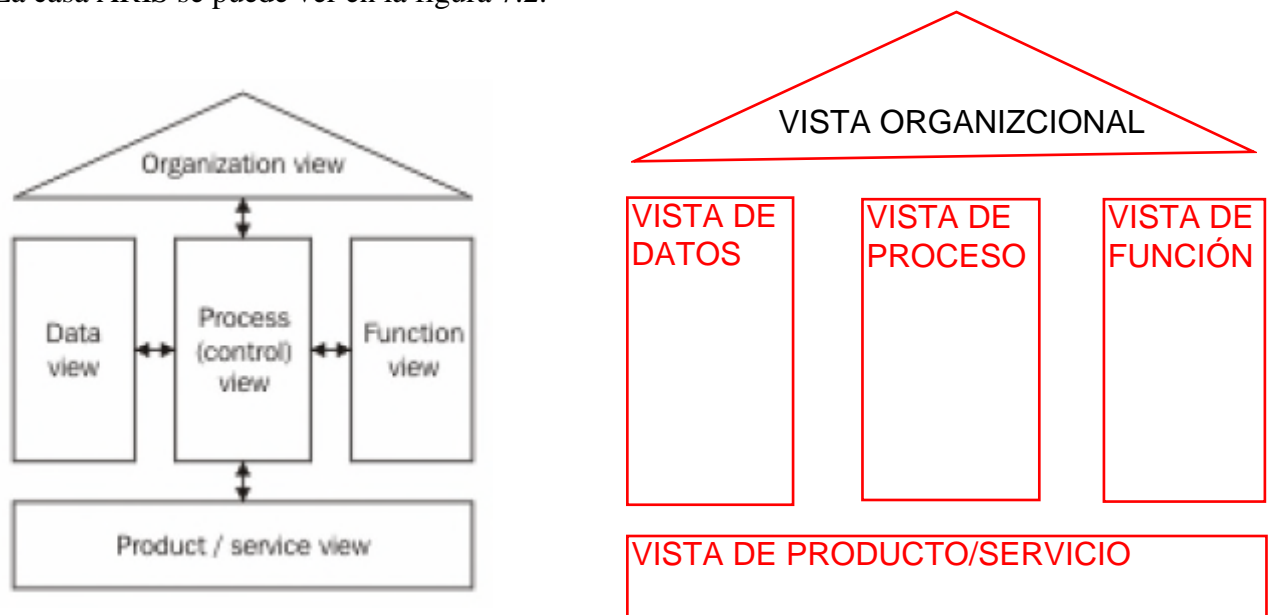 La casa ARIS se puede ver en la figura 7.2.
Organization view
Data
view
Process
(control)
view
Function
view
Product / service view
VISTA ORGANIZCIONAL
VISTA DE
DATOS
VISTA DE
PROCESO
VISTA DE
FUNCIÓN
VISTA DE PRODUCTO/SERVICIO